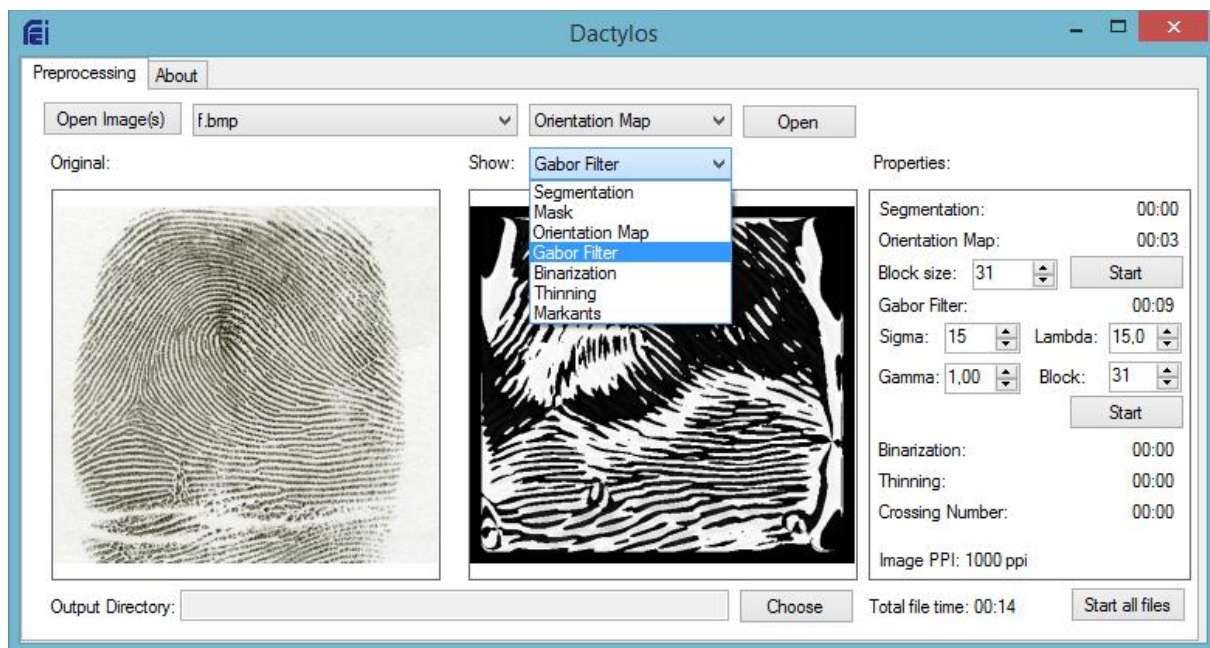 Dactylos
Preprocessing About
Open Image(s) f.bmp Orientation Map Open
Original: Show: Gabor Filter Properties:
Segmentation
Mask
Orientation Map
Gabor Filter
Binarization
Thinning
Markants
Segmentation: 00:00
Orientation Map: 00:03
Block size: 31 Start
Gabor Filter: 00:09
Sigma: 15 Lambda: 15,0
Gamma: 1,00 Block: 31
Start
Binarization: 00:00
Thinning: 00:00
Crossing Number: 00:00
Image PPI: 1000 ppi
Output Directory: Choose Total file time: 00:14 Start all files